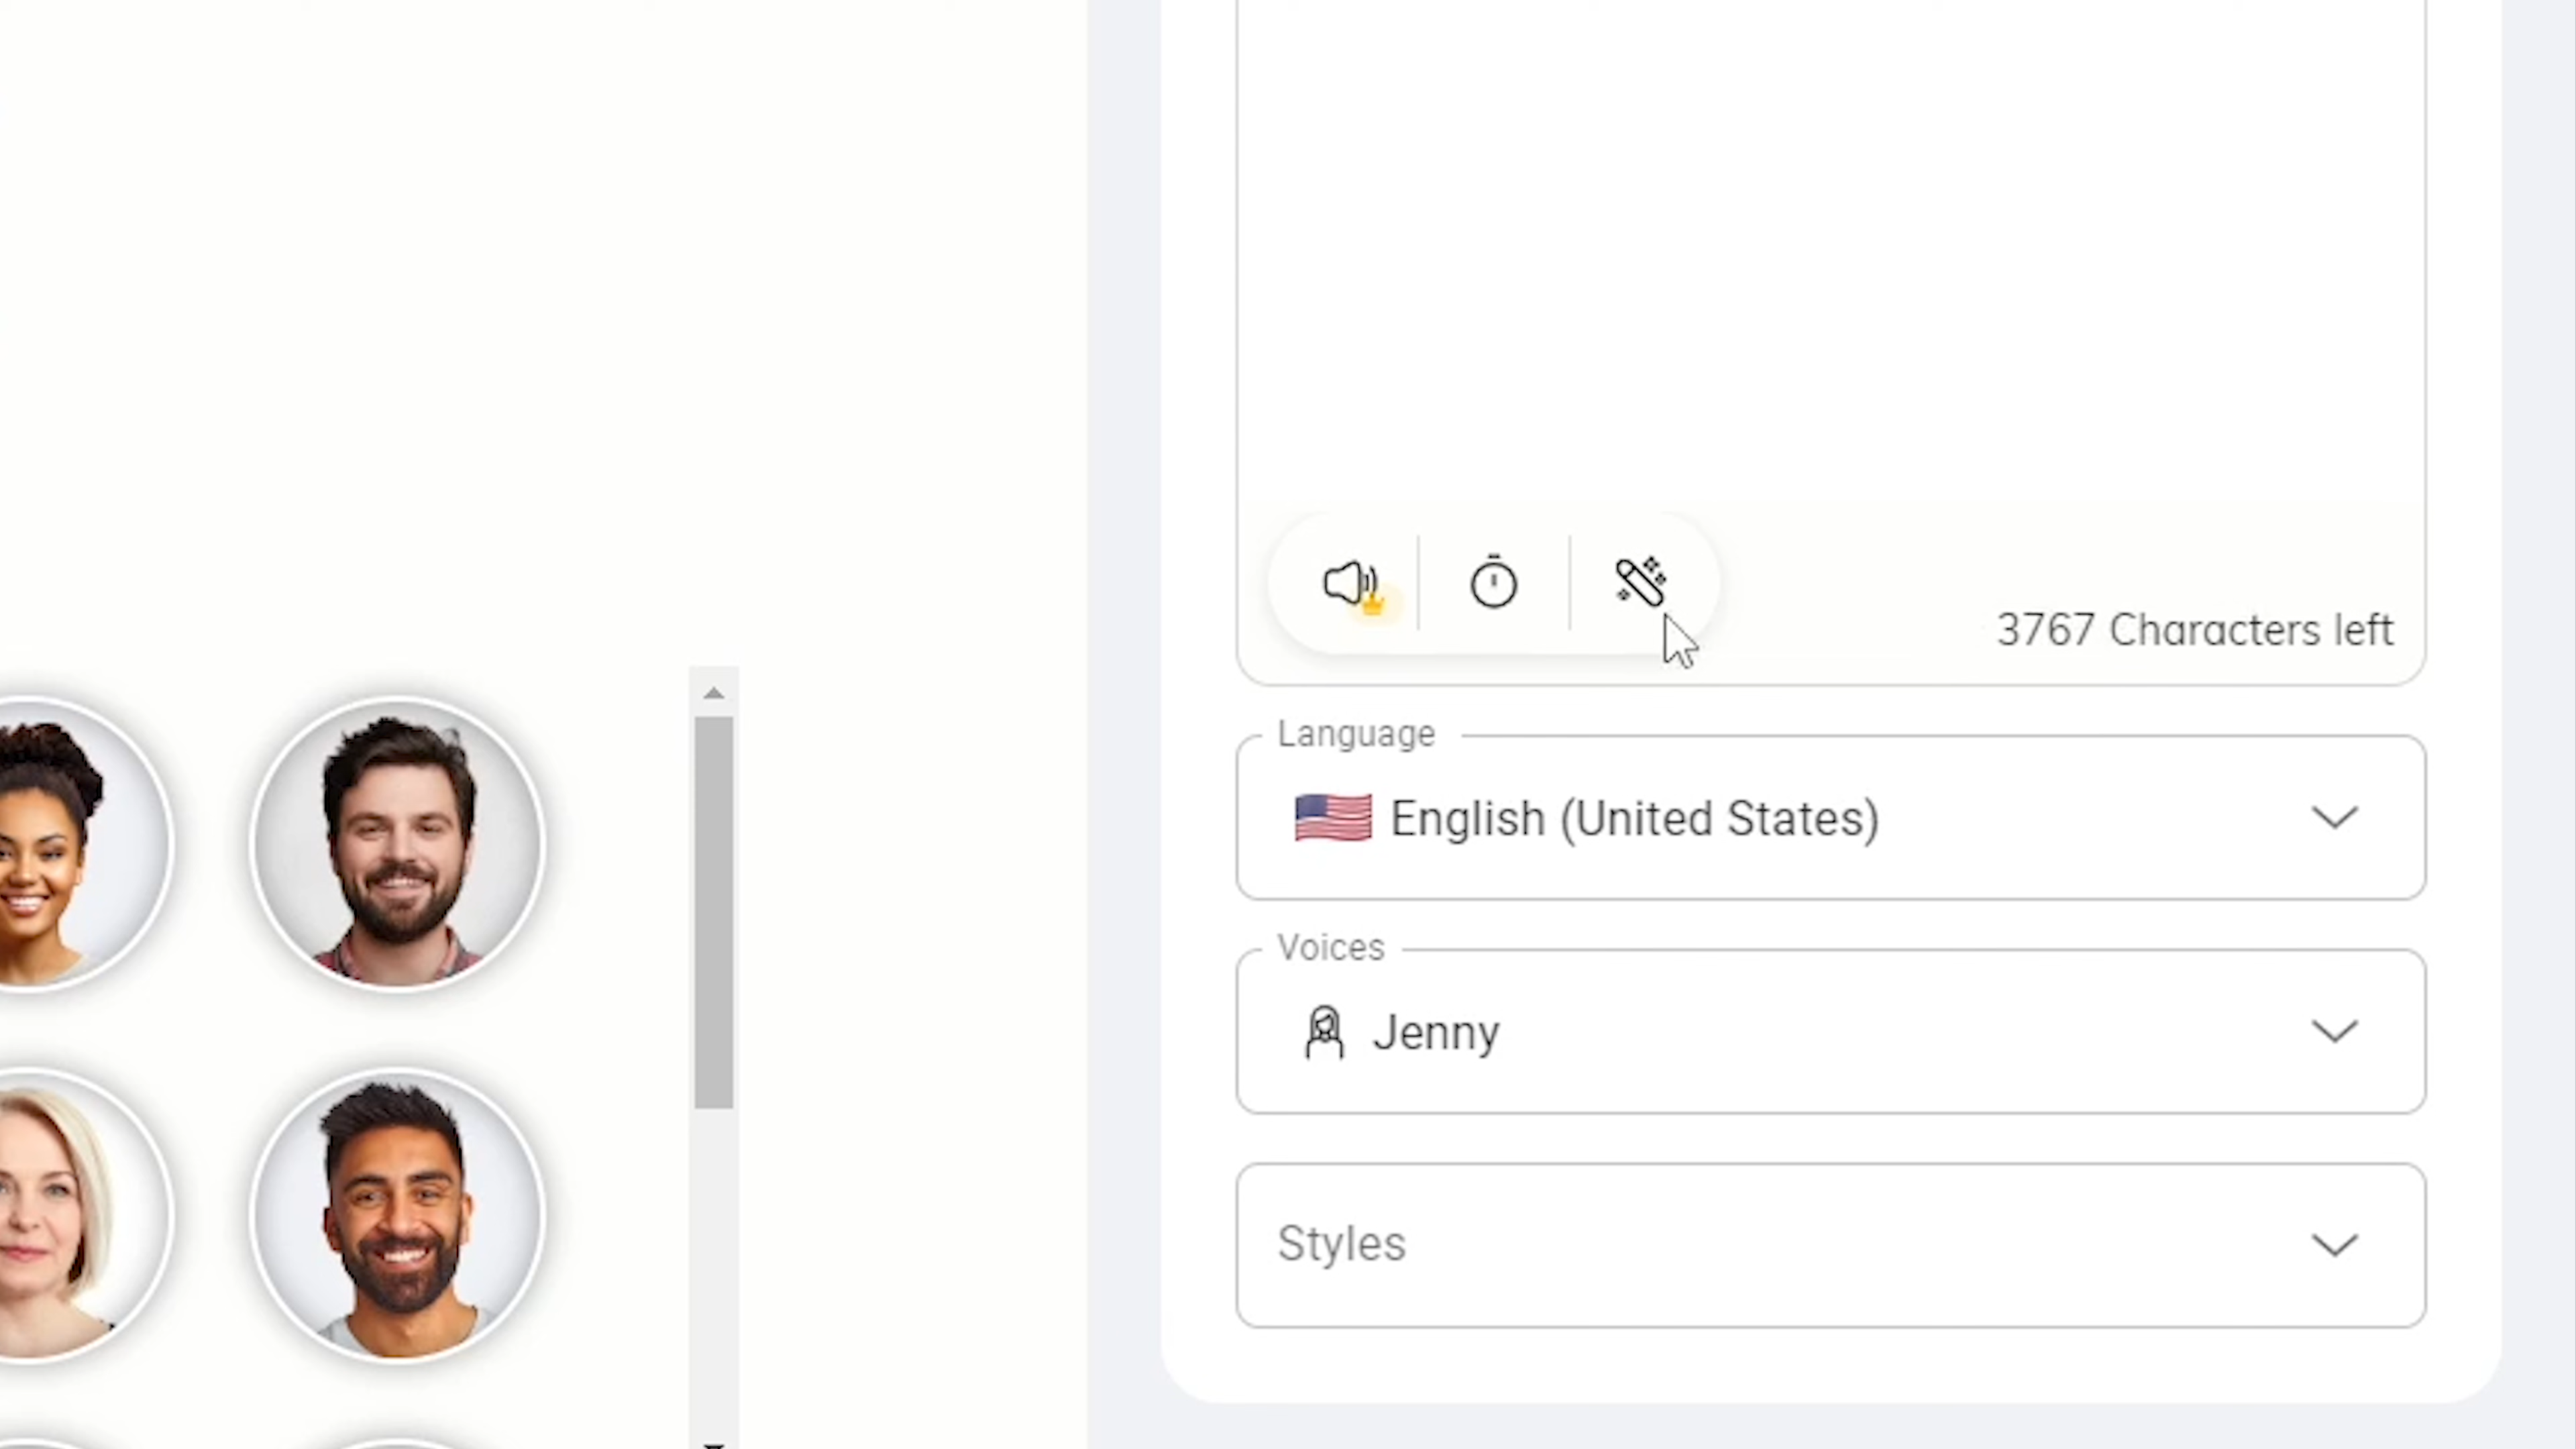 3767 Characters left
Language
English (United States)
Voices
Jenny
Styles